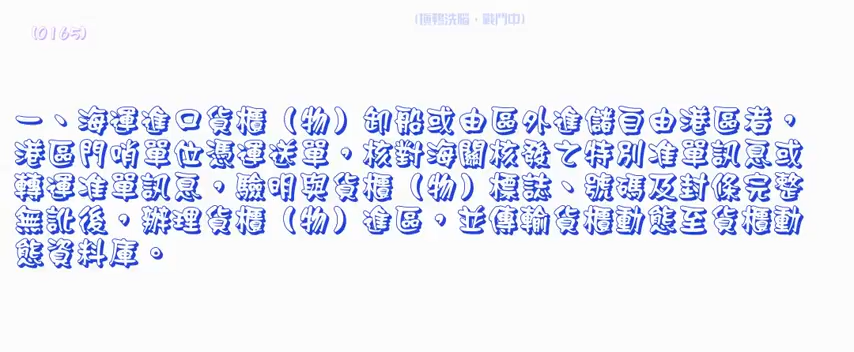 (0165)
(頂轉洗腦，戰鬥中)
一、海運進口貨櫃（物）卸船或由區外進儲自由港區者，
港區門哨單位憑運送單，核對海關核發之特別准單訊息或
轉運准單訊息，驗明與貨櫃（物）標誌、號碼及封條完整
無訛後，辦理貨櫃（物）進區，並傳輸貨櫃動態至貨櫃動
態資料庫。